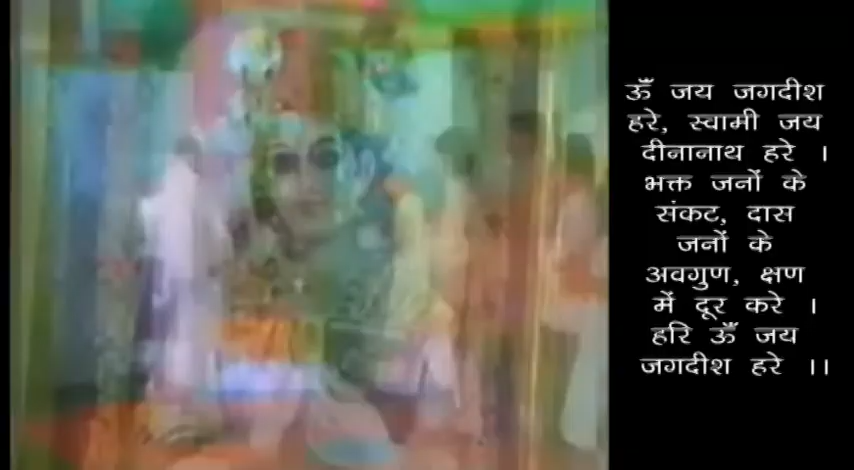 ॐ जय जगदीश
हरे, स्वामी जय
दीनानाथ हरे ।
भक्त जनों के
संकट, दास
जनों के
अवगुण, क्षण
में दूर करे ।
हरि ॐ जय
जगदीश हरे ।।